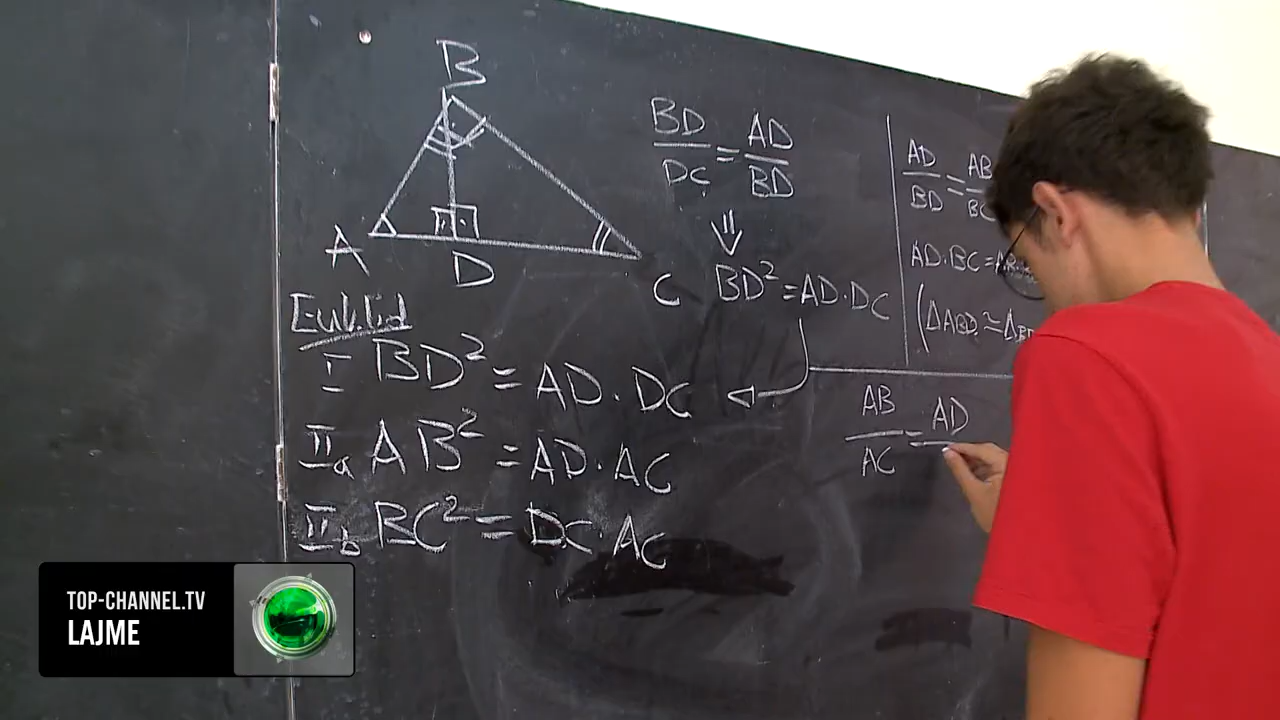 B
A
D
C
Euklid
I BD² = AD · DC
IIa AB² = AD · AC
IIb BC² = DC · AC
BD/DC = AD/BD
⇓
BD² = AD · DC
AD/BD = AB/BC
AD · BC =
(ΔABD ≃ Δ
AB/AC = AD
TOP-CHANNEL.TV
LAJME